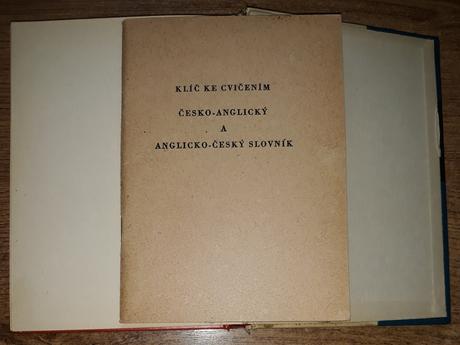 KLÍČ KE CVIČENÍM
ČESKO-ANGLICKÝ
A
ANGLICKO-ČESKÝ SLOVNÍK